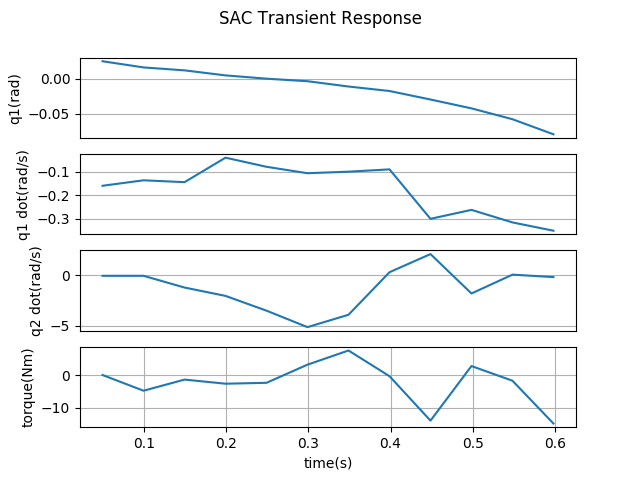 SAC Transient Response
q1(rad)
0.00
−0.05
q1 dot(rad/s)
−0.1
−0.2
−0.3
q2 dot(rad/s)
0
−5
torque(Nm)
0
−10
0.1 0.2 0.3 0.4 0.5 0.6
time(s)